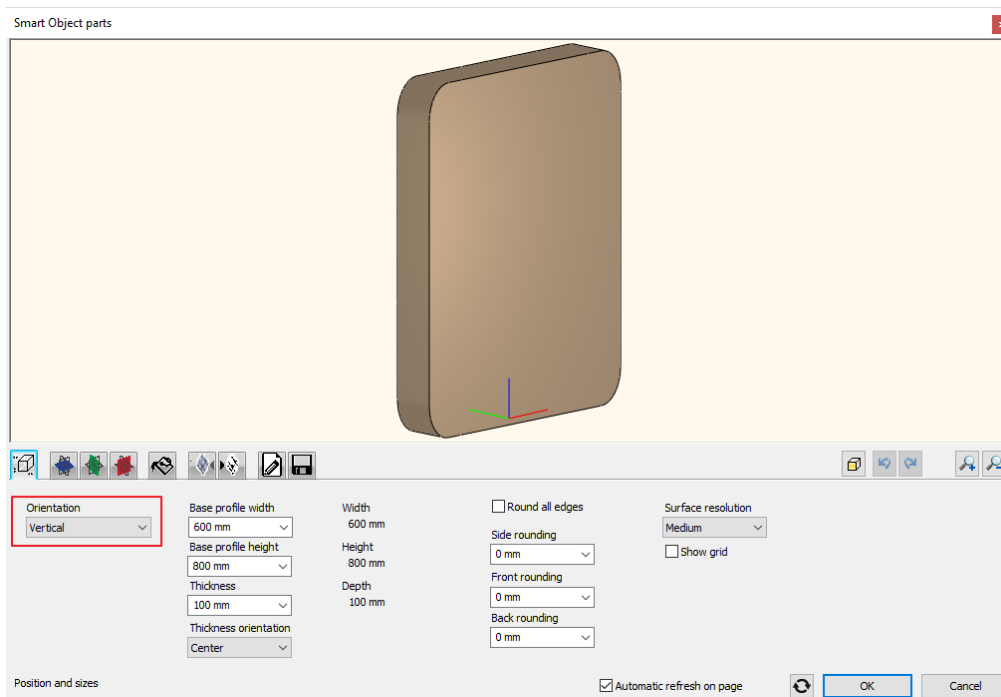 Smart Object parts
Orientation
Vertical
Base profile width
600 mm
Base profile height
800 mm
Thickness
100 mm
Thickness orientation
Center
Width
600 mm
Height
800 mm
Depth
100 mm
Round all edges
Side rounding
0 mm
Front rounding
0 mm
Back rounding
0 mm
Surface resolution
Medium
Show grid
Position and sizes
Automatic refresh on page
OK
Cancel